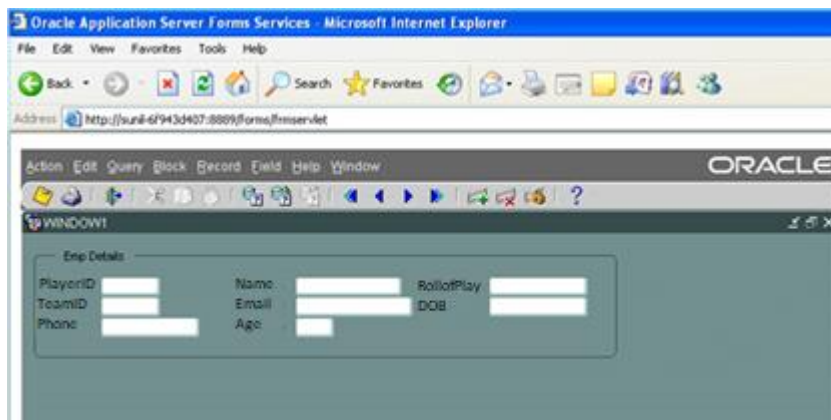 Oracle Application Server Forms Services - Microsoft Internet Explorer
File Edit View Favorites Tools Help
Back Search Favorites
Address http://sunil-6f943d407:8889/forms/frmservlet
Action Edit Query Block Record Field Help Window ORACLE
?
WINDOW1
Emp Details
PlayerID Name RollofPlay
TeamID Email DOB
Phone Age